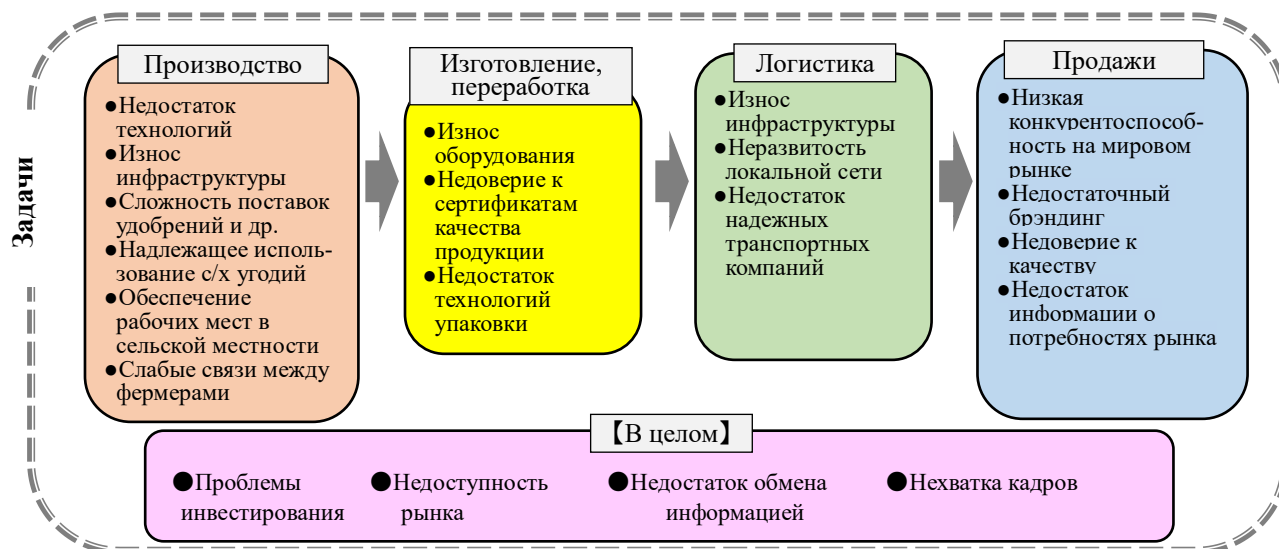 Задачи
Производство
●Недостаток
технологий
●Износ
инфраструктуры
●Сложность поставок
удобрений и др.
●Надлежащее исполь-
зование с/х угодий
●Обеспечение
рабочих мест в
сельской местности
●Слабые связи между
фермерами
Изготовление,
переработка
●Износ
оборудования
●Недоверие к
сертификатам
качества
продукции
●Недостаток
технологий
упаковки
Логистика
●Износ
инфраструктуры
●Неразвитость
локальной сети
●Недостаток
надежных
транспортных
компаний
Продажи
●Низкая
конкурентоспособ-
ность на мировом
рынке
●Недостаточный
брэндинг
●Недоверие к
качеству
●Недостаток
информации о
потребностях рынка
【В целом】
●Проблемы
инвестирования
●Недоступность
рынка
●Недостаток обмена
информацией
●Нехватка кадров